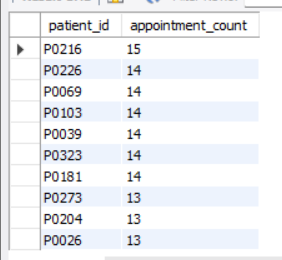 patient_id appointment_count
P0216 15
P0226 14
P0069 14
P0103 14
P0039 14
P0323 14
P0181 14
P0273 13
P0204 13
P0026 13